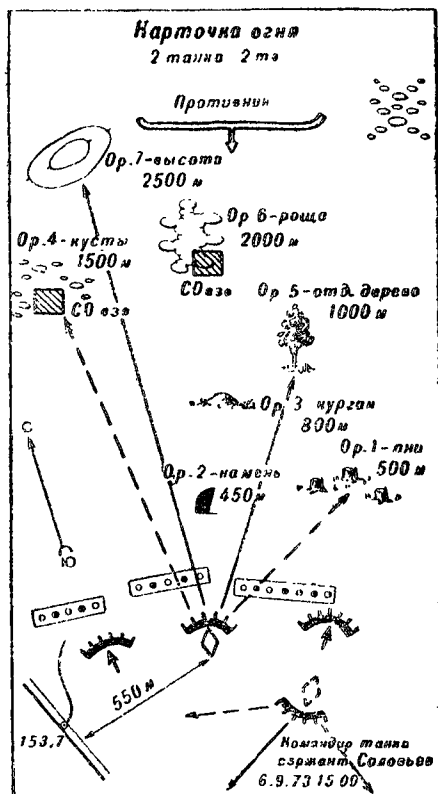 Карточка огня
2 танка 2 тв
Противник
Ор.7-высота
2500 м
Ор 6-роща
2000 м
Ор.4-кусты
1500 м
СО взв
СО взв
Ор 5-отд. дерево
1000 м
Ор 3 курган
800 м
Ор.1-пни
500 м
Ор.2-камень
450 м
С
Ю
550 м
153,7
Командир танка
сержант Соловьев
6.9.73 15 00